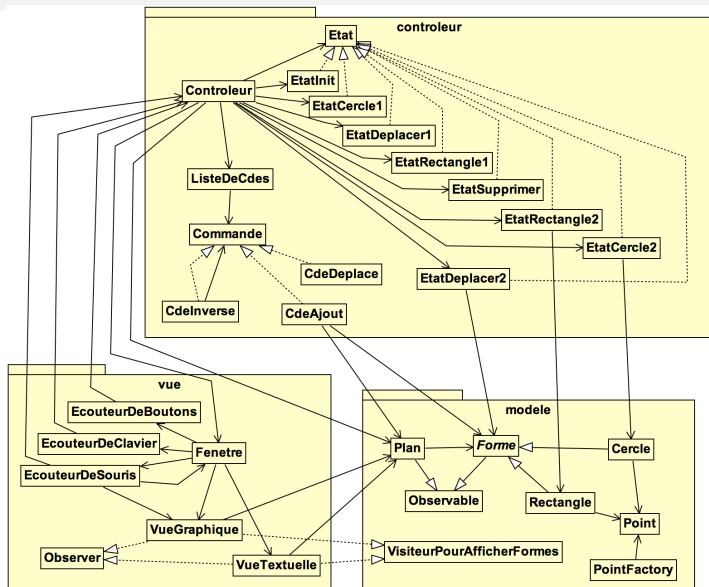 controleur
Etat
EtatInit
Controleur
EtatCercle1
EtatDeplacer1
EtatRectangle1
ListeDeCdes
EtatSupprimer
EtatRectangle2
Commande
EtatCercle2
CdeDeplace
EtatDeplacer2
CdeInverse
CdeAjout
vue
EcouteurDeBoutons
EcouteurDeClavier
Fenetre
EcouteurDeSouris
VueGraphique
Observer
VueTextuelle
modele
Plan
Forme
Cercle
Observable
Rectangle
Point
VisiteurPourAfficherFormes
PointFactory